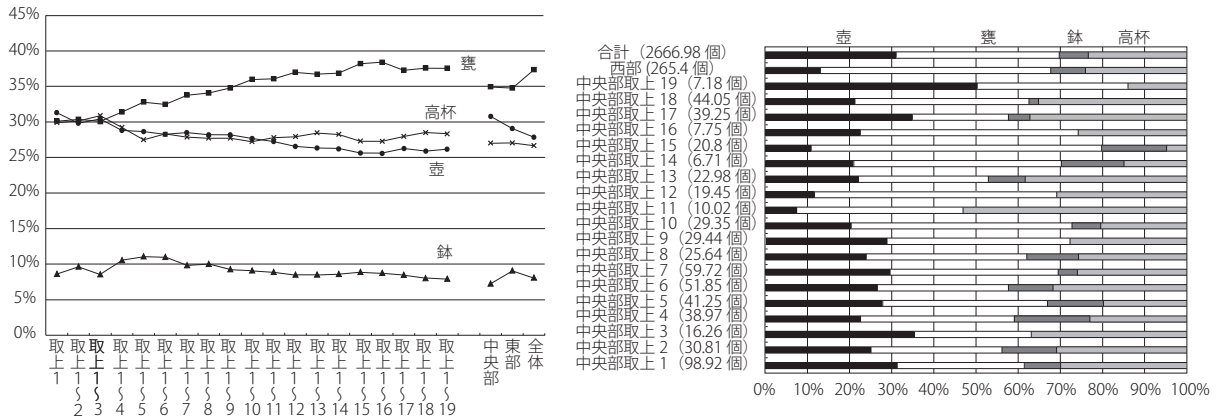 45%
40%
35%
30%
25%
20%
15%
10%
5%
0%
甕
高杯
壺
鉢
取上1
取上1～2
取上1～3
取上1～4
取上1～5
取上1～6
取上1～7
取上1～8
取上1～9
取上1～10
取上1～11
取上1～12
取上1～13
取上1～14
取上1～15
取上1～16
取上1～17
取上1～18
取上1～19
中央部
東部
全体
壺 甕 鉢 高杯
合計（2666.98 個）
西部 (265.4 個)
中央部取上 19（7.18 個）
中央部取上 18（44.05 個）
中央部取上 17（39.25 個）
中央部取上 16（7.75 個）
中央部取上 15（20.8 個）
中央部取上 14（6.71 個）
中央部取上 13（22.98 個）
中央部取上 12（19.45 個）
中央部取上 11（10.02 個）
中央部取上 10（29.35 個）
中央部取上 9（29.44 個）
中央部取上 8（25.64 個）
中央部取上 7（59.72 個）
中央部取上 6（51.85 個）
中央部取上 5（41.25 個）
中央部取上 4（38.97 個）
中央部取上 3（16.26 個）
中央部取上 2（30.81 個）
中央部取上 1（98.92 個）
0% 10% 20% 30% 40% 50% 60% 70% 80% 90% 100%